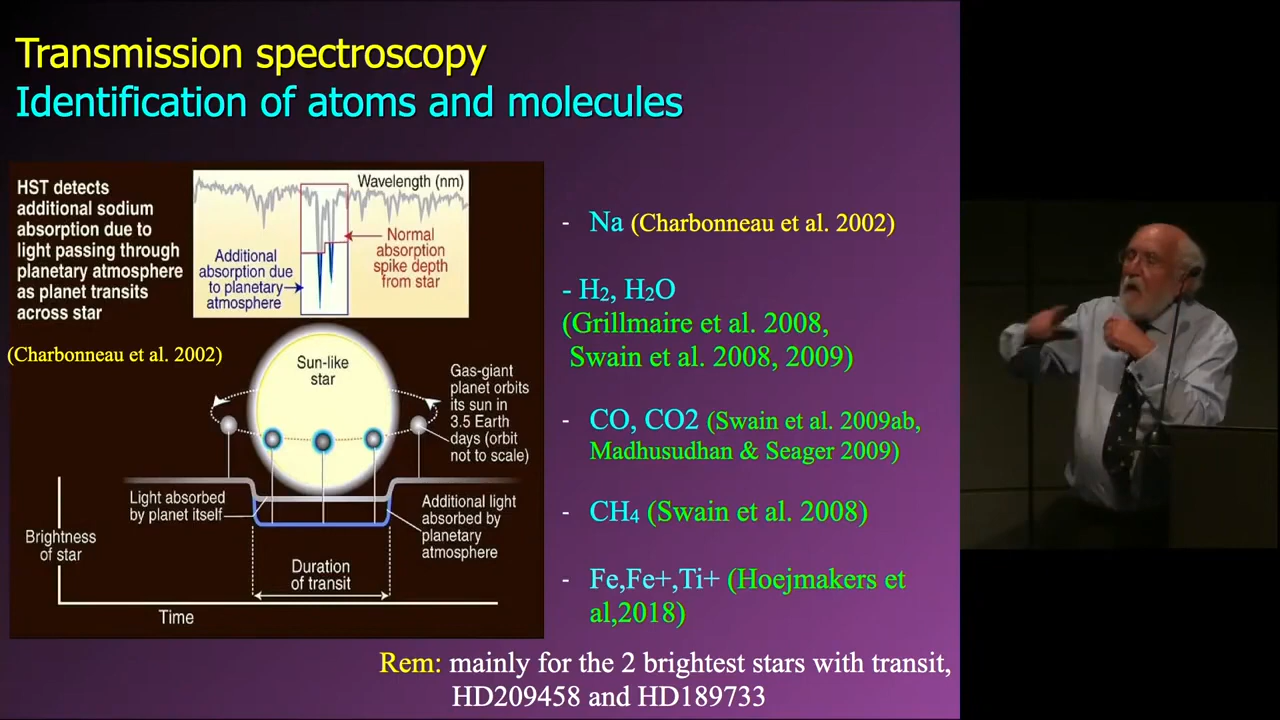 Transmission spectroscopy
Identification of atoms and molecules
HST detects
additional sodium
absorption due to
light passing through
planetary atmosphere
as planet transits
across star
(Charbonneau et al. 2002)
Wavelength (nm)
Normal
absorption
spike depth
from star
Additional
absorption due
to planetary
atmosphere
Sun-like
star
Gas-giant
planet orbits
its sun in
3.5 Earth
days (orbit
not to scale)
Light absorbed
by planet itself
Additional light
absorbed by
planetary
atmosphere
Brightness
of star
Duration
of transit
Time
- Na (Charbonneau et al. 2002)
- H₂, H₂O
(Grillmaire et al. 2008,
Swain et al. 2008, 2009)
- CO, CO2 (Swain et al. 2009ab,
Madhusudhan & Seager 2009)
- CH₄ (Swain et al. 2008)
- Fe,Fe+,Ti+ (Hoejmakers et
al,2018)
Rem: mainly for the 2 brightest stars with transit,
HD209458 and HD189733